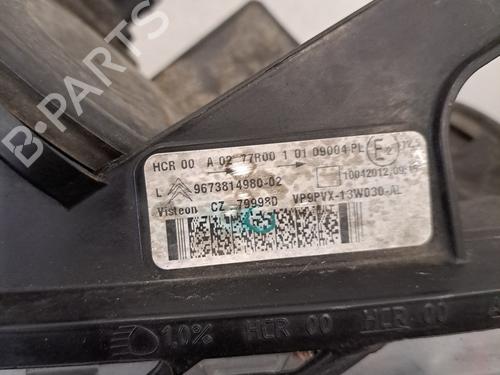 HCR 00 A 02 77R00 1 01 09004 PL E2
L 9673814980-02 10042012
Visteon CZ 79998D VP9PVX-13W030-AL
1.0% HCR 00 HCR 00
B-PARTS